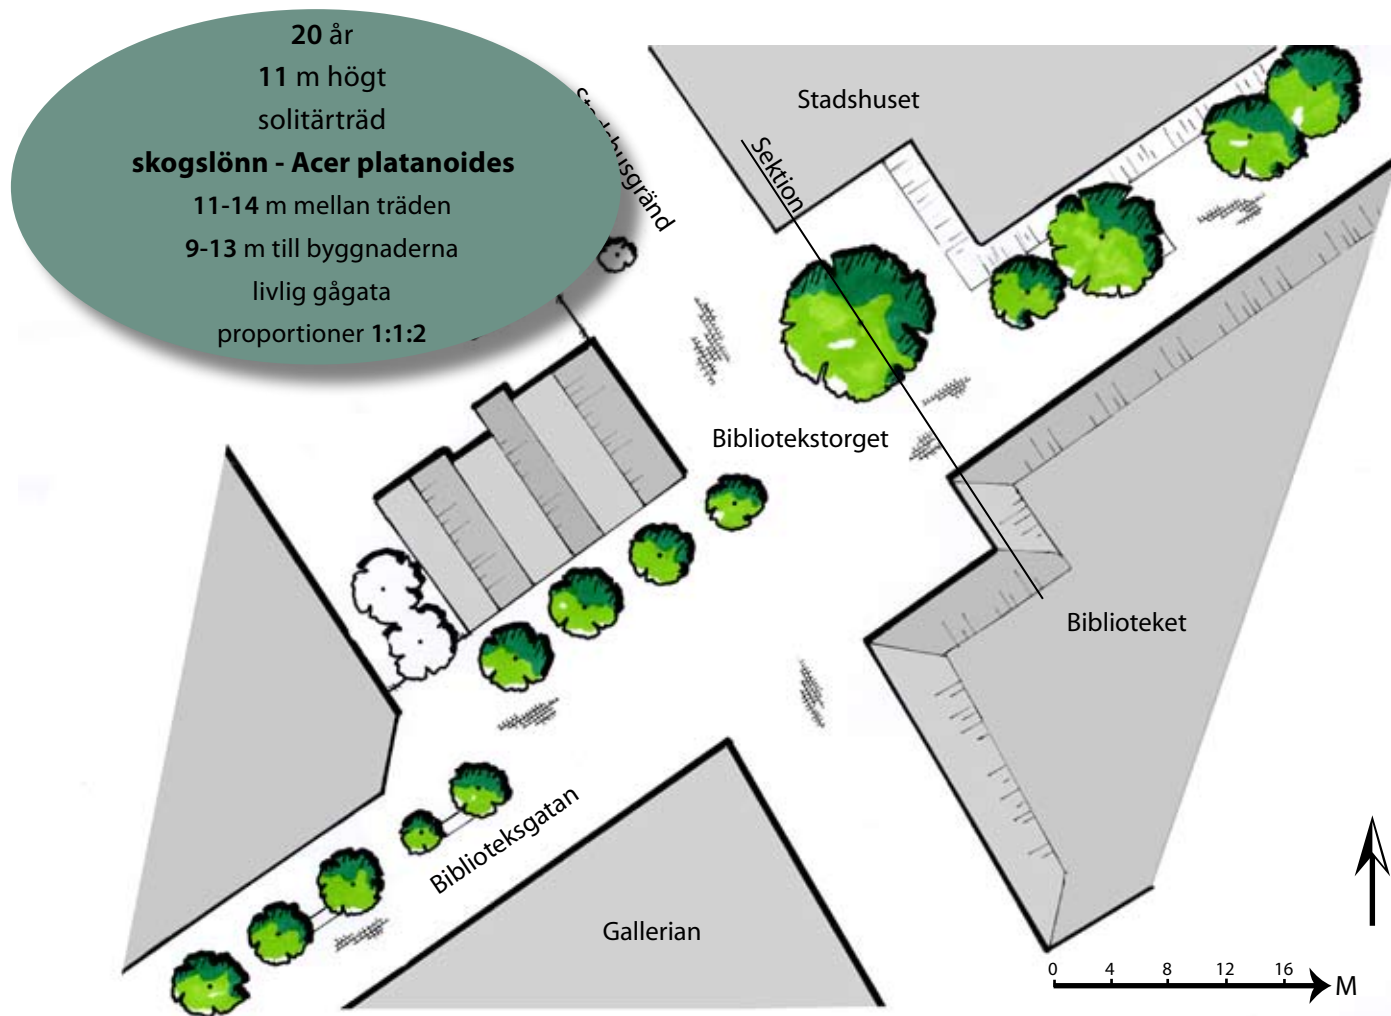 20 år
11 m högt
solitärträd
skogslönn - Acer platanoides
11-14 m mellan träden
9-13 m till byggnaderna
livlig gågata
proportioner 1:1:2
Stadshusgränd
Stadshuset
Sektion
Bibliotekstorget
Biblioteket
Biblioteksgatan
Gallerian
0 4 8 12 16
M